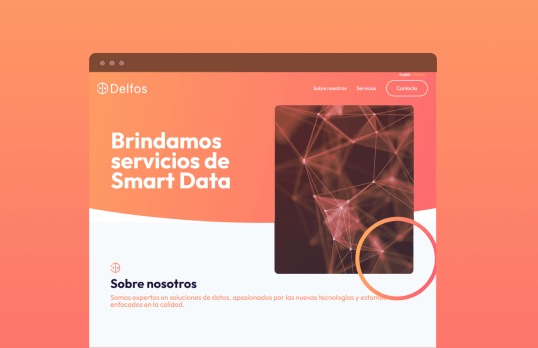 English
Delfos
Sobre nosotros
Servicios
Contacto
Brindamos
servicios de
Smart Data
Sobre nosotros
Somos expertos en soluciones de datos, apasionados por las nuevas tecnologías y estamos
enfocados en la calidad.